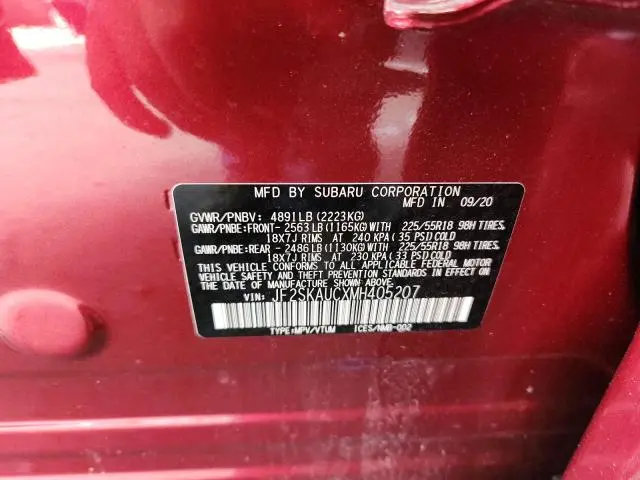 MFD BY SUBARU CORPORATION
GVWR/PNBV: 4891LB(2223KG) MFD IN 09/20
GAWR/PNBE:FRONT- 2563LB(1165KG)WITH 225/55R18 98H TIRES,
18X7J RIMS AT 240 KPA(35 PSI)COLD
GAWR/PNBE:REAR - 2486LB(1130KG)WITH 225/55R18 98H TIRES,
18X7J RIMS AT 230 KPA(33 PSI)COLD
THIS VEHICLE CONFORMS TO ALL APPLICABLE FEDERAL MOTOR
VEHICLE SAFETY AND THEFT PREVENTION STANDARDS IN EFFECT ON
THE DATE OF MANUFACTURE SHOWN ABOVE.
VIN: JF2SKAUCXMH405207
TYPE:MPV/VTUM ICES/NMB-002